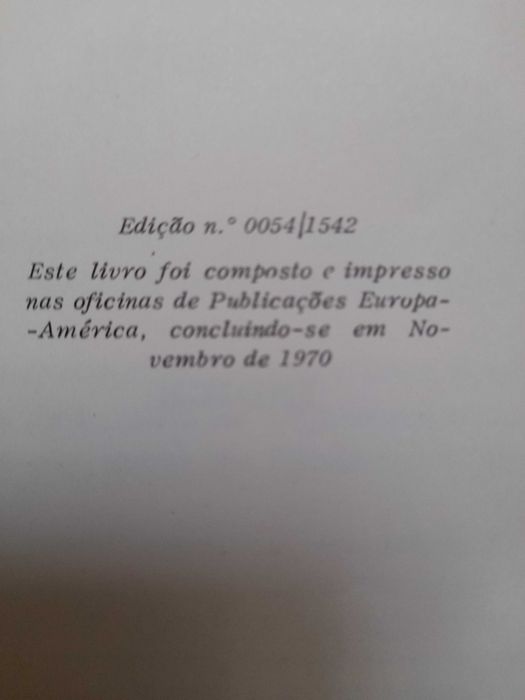 Edição n.° 0054|1542
Este livro foi composto e impresso
nas oficinas de Publicações Europa-
-América, concluindo-se em No-
vembro de 1970